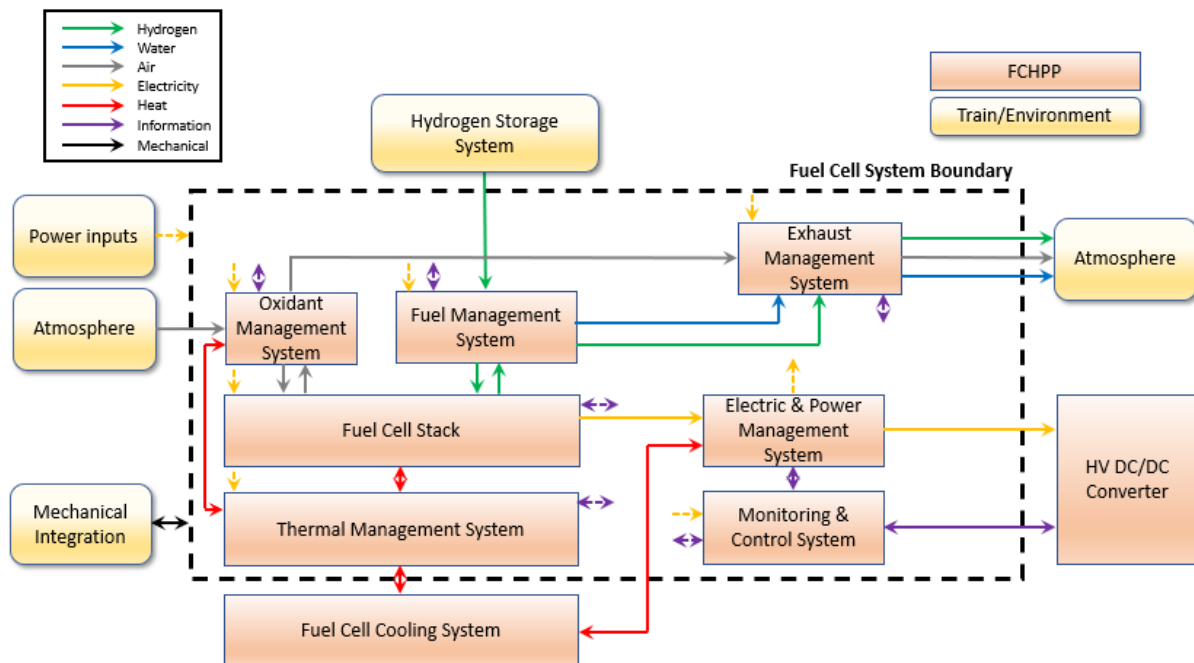 Hydrogen
Water
Air
Electricity
Heat
Information
Mechanical
FCHPP
Train/Environment
Hydrogen Storage
System
Fuel Cell System Boundary
Power inputs
Exhaust
Management
System
Atmosphere
Atmosphere
Oxidant
Management
System
Fuel Management
System
Fuel Cell Stack
Electric & Power
Management
System
HV DC/DC
Converter
Mechanical
Integration
Thermal Management System
Monitoring &
Control System
Fuel Cell Cooling System